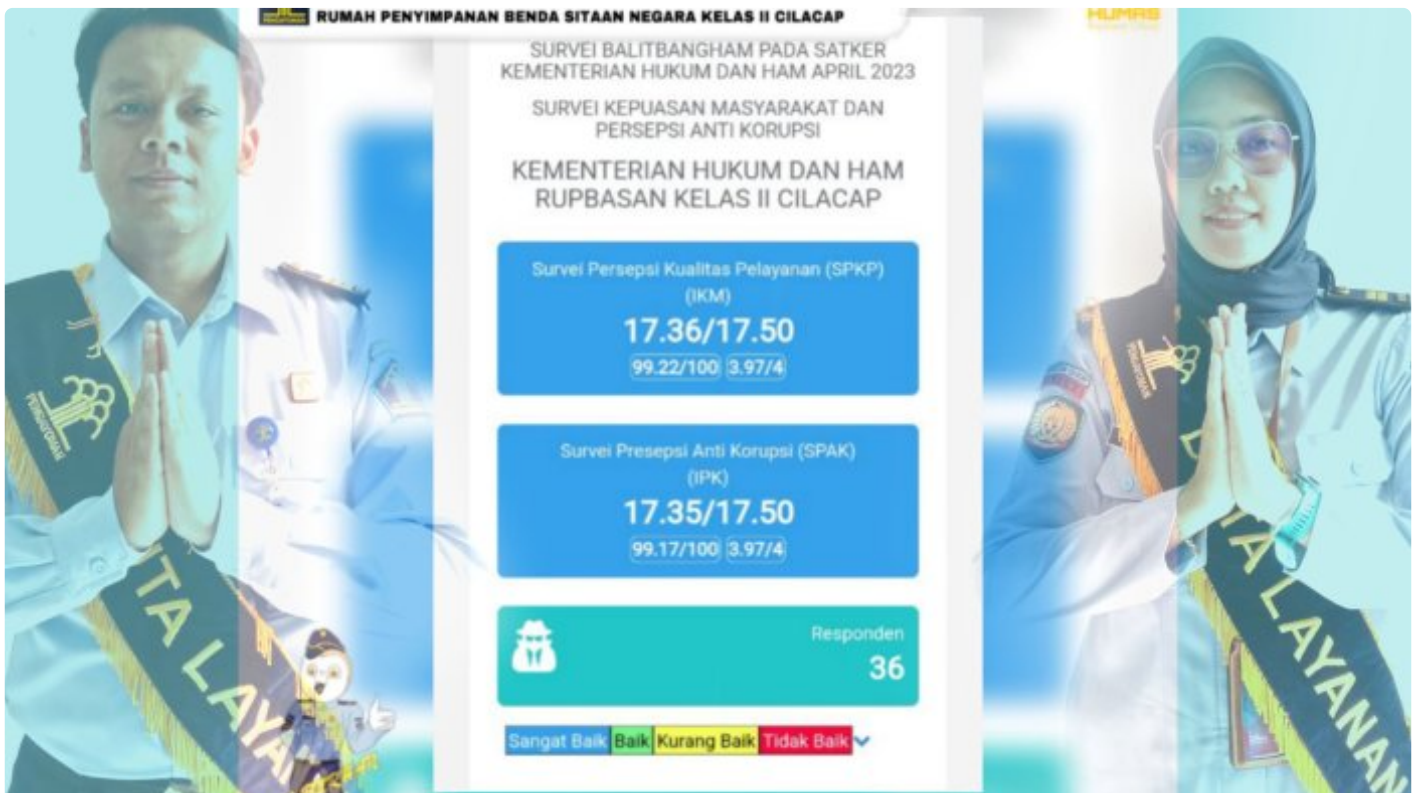 RUMAH PENYIMPANAN BENDA SITAAN NEGARA KELAS II CILACAP
HUMAS
SURVEI BALITBANGHAM PADA SATKER
KEMENTERIAN HUKUM DAN HAM APRIL 2023
SURVEI KEPUASAN MASYARAKAT DAN
PERSEPSI ANTI KORUPSI
KEMENTERIAN HUKUM DAN HAM
RUPBASAN KELAS II CILACAP
Survei Persepsi Kualitas Pelayanan (SPKP)
(IKM)
17.36/17.50
99.22/100 3.97/4
Survei Presepsi Anti Korupsi (SPAK)
(IPK)
17.35/17.50
99.17/100 3.97/4
Responden
36
Sangat Baik Baik Kurang Baik Tidak Baik
PENGAYOMAN
TA LAYAN
PENGAYOMAN
TA LAYANAN